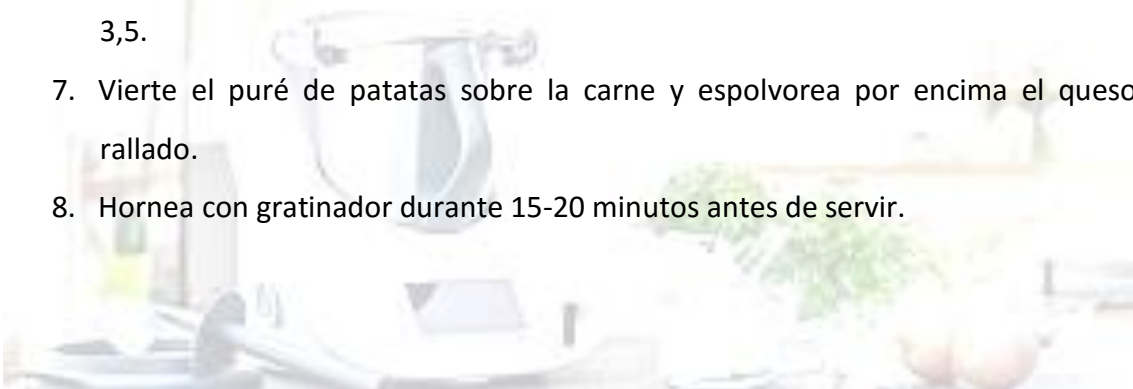 3,5.
7. Vierte el puré de patatas sobre la carne y espolvorea por encima el queso
rallado.
8. Hornea con gratinador durante 15-20 minutos antes de servir.